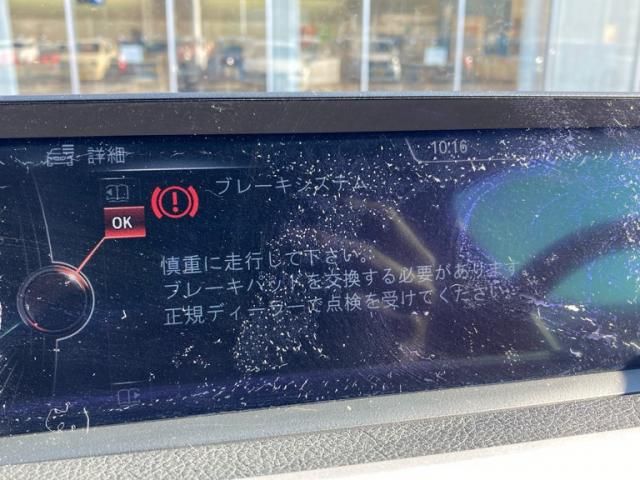 詳細
10:16
ブレーキシステム
OK
慎重に走行して下さい。
ブレーキパッドを交換する必要があります。
正規ディーラーで点検を受けてください。